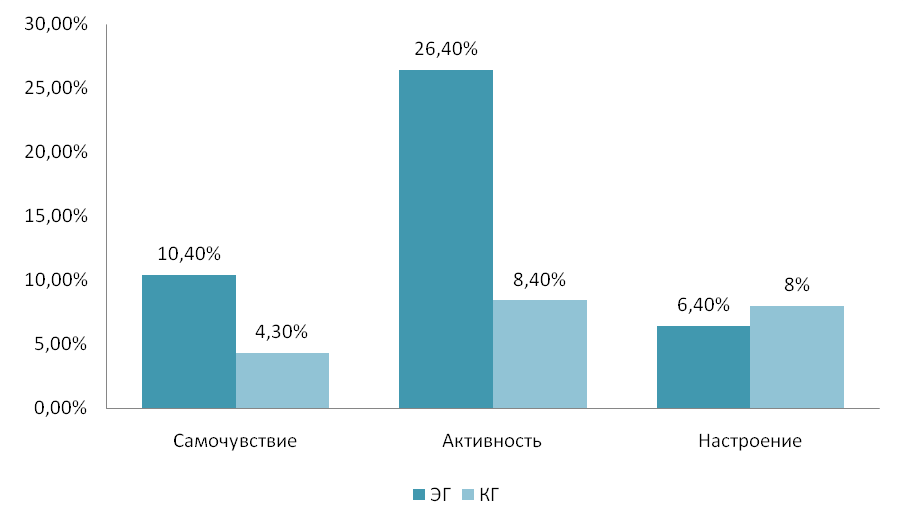 30,00%
25,00%
20,00%
15,00%
10,00%
5,00%
0,00%
10,40%
4,30%
26,40%
8,40%
6,40%
8%
Самочувствие
Активность
Настроение
ЭГ
КГ